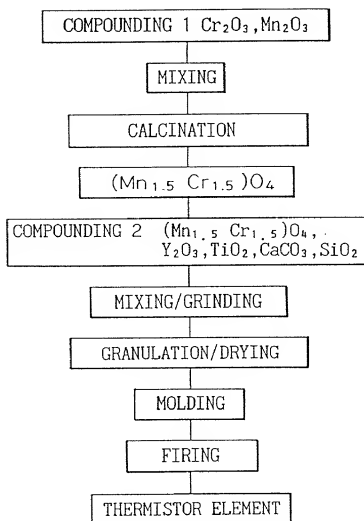 COMPOUNDING 1 Cr₂O₃,Mn₂O₃
MIXING
CALCINATION
(Mn₁.₅ Cr₁.₅)O₄
COMPOUNDING 2 (Mn₁.₅ Cr₁.₅)O₄,
Y₂O₃,TiO₂,CaCO₃,SiO₂
MIXING/GRINDING
GRANULATION/DRYING
MOLDING
FIRING
THERMISTOR ELEMENT